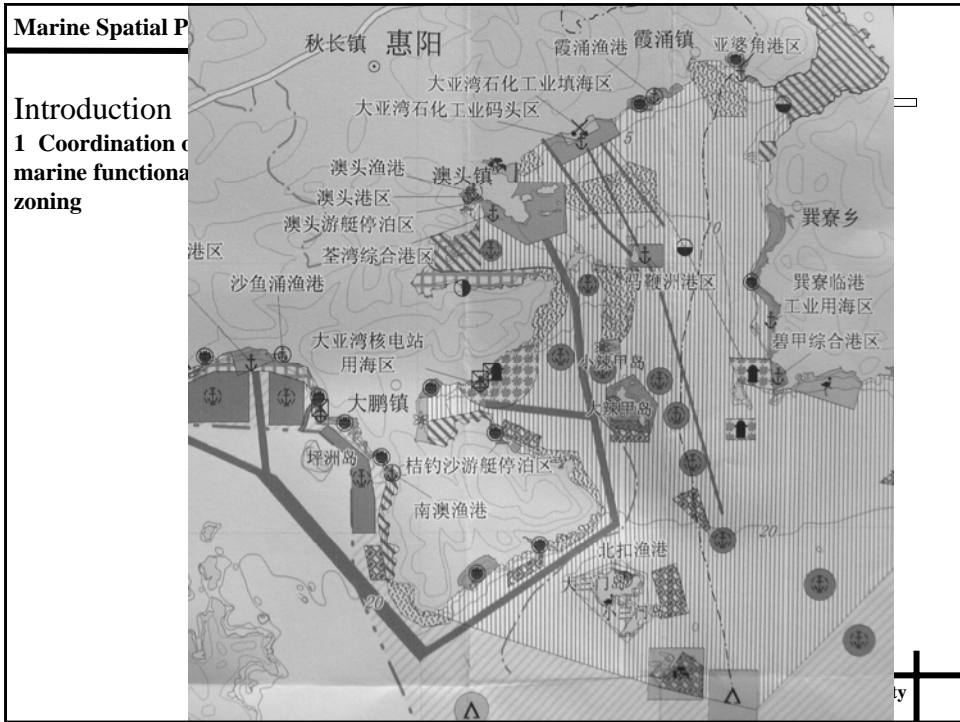 Marine Spatial P
Introduction
1 Coordination o
marine functiona
zoning
秋长镇
惠阳
霞涌渔港
霞涌镇
亚婆角港区
大亚湾石化工业填海区
大亚湾石化工业码头区
5
澳头渔港
澳头镇
澳头港区
澳头游艇停泊区
荃湾综合港区
港区
沙鱼涌渔港
10
巽寮乡
马鞭洲港区
巽寮临港
工业用海区
碧甲综合港区
大亚湾核电站
用海区
小辣甲岛
大鹏镇
大辣甲岛
坪洲岛
桔钓沙游艇停泊区
南澳渔港
20
北扣渔港
大三门岛
20
ty